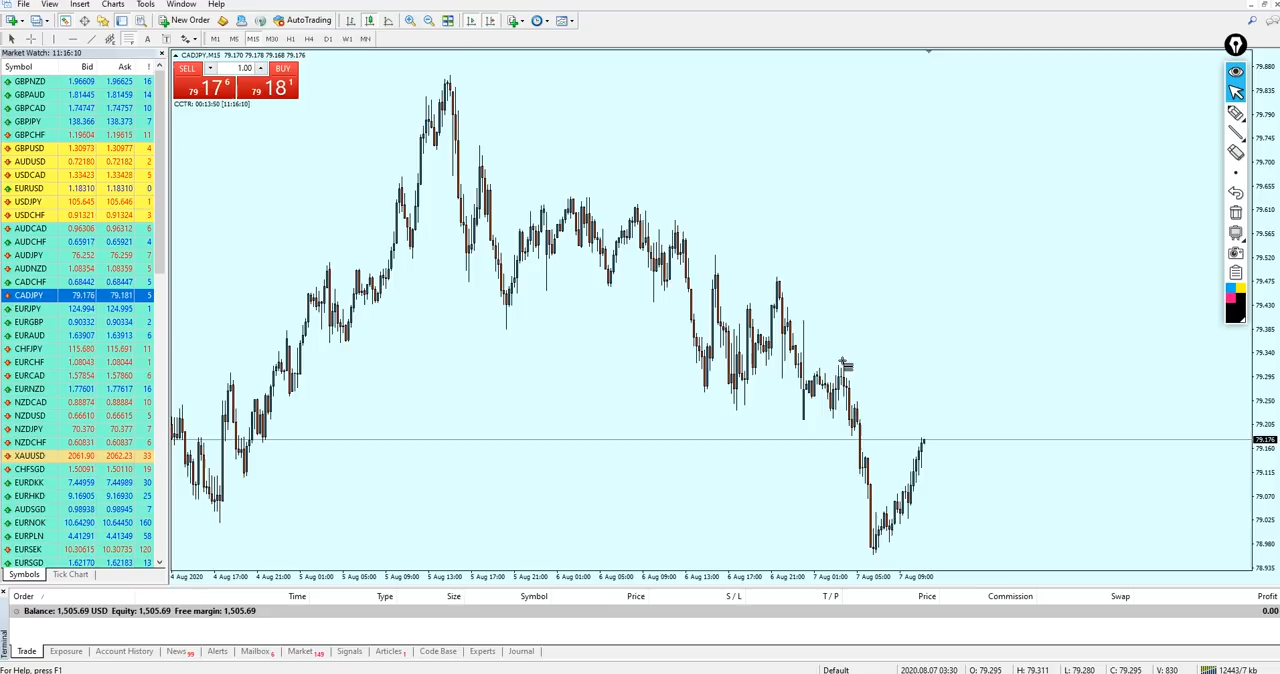 File View Insert Charts Tools Window Help
New Order AutoTrading
M1 M5 M15 M30 H1 H4 D1 W1 MN
Market Watch: 11:16:10
Symbol Bid Ask !
GBPNZD 1.96609 1.96625 16
GBPAUD 1.81445 1.81459 14
GBPCAD 1.74747 1.74757 10
GBPJPY 138.366 138.373 7
GBPCHF 1.19604 1.19615 11
GBPUSD 1.30973 1.30977 4
AUDUSD 0.72180 0.72182 2
USDCAD 1.33423 1.33428 5
EURUSD 1.18310 1.18310 0
USDJPY 105.645 105.646 1
USDCHF 0.91321 0.91324 3
AUDCAD 0.96306 0.96312 6
AUDCHF 0.65917 0.65921 4
AUDJPY 76.252 76.259 7
AUDNZD 1.08354 1.08359 5
CADCHF 0.68442 0.68447 5
CADJPY 79.176 79.181 5
EURJPY 124.994 124.995 1
EURGBP 0.90332 0.90334 2
EURAUD 1.63907 1.63913 6
CHFJPY 115.680 115.691 11
EURCHF 1.08043 1.08044 1
EURCAD 1.57854 1.57860 6
EURNZD 1.77601 1.77617 16
NZDCAD 0.88874 0.88884 10
NZDUSD 0.66610 0.66615 5
NZDJPY 70.370 70.377 7
NZDCHF 0.60831 0.60837 6
XAUUSD 2061.90 2062.23 33
CHFSGD 1.50091 1.50110 19
EURDKK 7.44959 7.44989 30
EURHKD 9.16905 9.16930 25
AUDSGD 0.98938 0.98945 7
EURNOK 10.64290 10.64450 160
EURPLN 4.41291 4.41349 58
EURSEK 10.30615 10.30735 120
EURSGD 1.62170 1.62183 13
Symbols Tick Chart
CADJPY,M15 79.170 79.178 79.168 79.176
SELL 1.00 BUY
79 17 6 79 18 1
CCTR: 00:13:50 [11:16:10]
79.880
79.835
79.790
79.745
79.700
79.655
79.610
79.565
79.520
79.475
79.430
79.385
79.340
79.295
79.250
79.205
79.176
79.160
79.115
79.070
79.025
78.980
78.935
4 Aug 2020 4 Aug 17:00 4 Aug 21:00 5 Aug 01:00 5 Aug 05:00 5 Aug 09:00 5 Aug 13:00 5 Aug 17:00 5 Aug 21:00 6 Aug 01:00 6 Aug 05:00 6 Aug 09:00 6 Aug 13:00 6 Aug 17:00 6 Aug 21:00 7 Aug 01:00 7 Aug 05:00 7 Aug 09:00
Order / Time Type Size Symbol Price S / L T / P Price Commission Swap Profit
Balance: 1,505.69 USD Equity: 1,505.69 Free margin: 1,505.69 0.00
Terminal
Trade Exposure Account History News 99 Alerts Mailbox 6 Market 149 Signals Articles 1 Code Base Experts Journal
For Help, press F1 Default 2020.08.07 03:30 O: 79.295 H: 79.311 L: 79.280 C: 79.295 V: 830 12443/7 kb